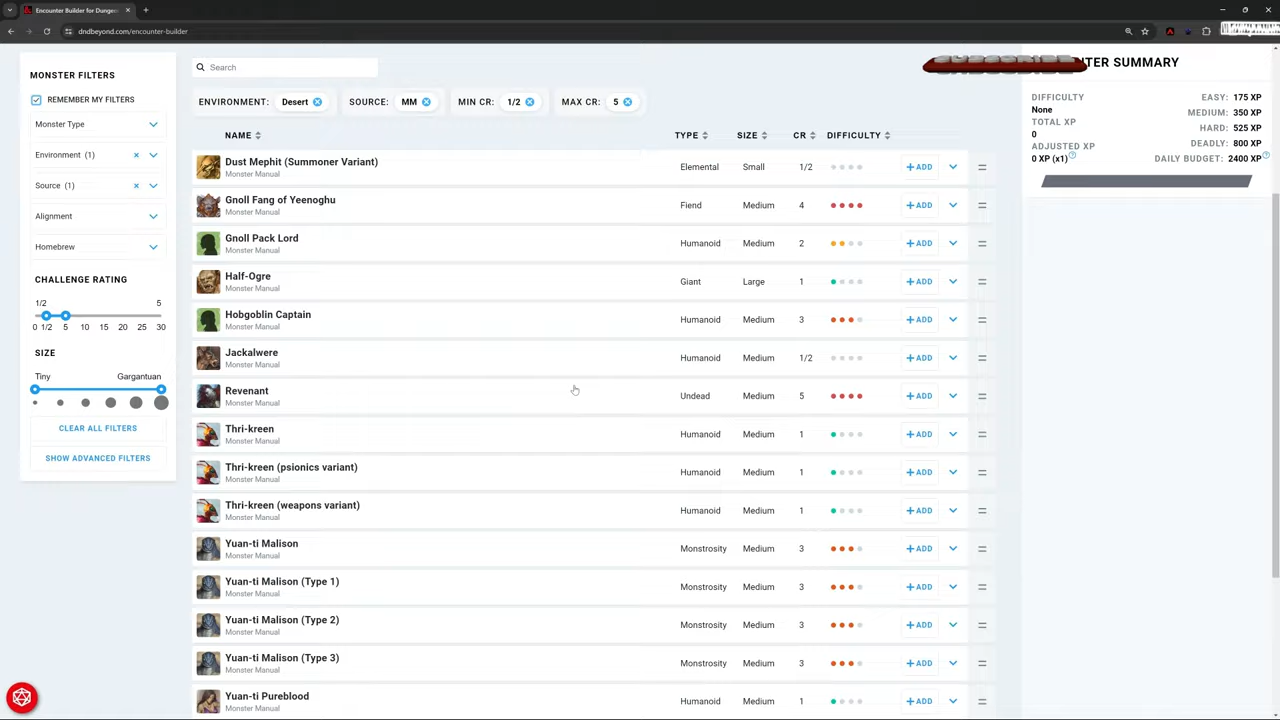 Encounter Builder for Dunge
dndbeyond.com/encounter-builder
MONSTER FILTERS
REMEMBER MY FILTERS
Monster Type
Environment (1)
Source (1)
Alignment
Homebrew
CHALLENGE RATING
1/2 5
0 1/2 5 10 15 20 25 30
SIZE
Tiny Gargantuan
CLEAR ALL FILTERS
SHOW ADVANCED FILTERS
Search
ENVIRONMENT: Desert SOURCE: MM MIN CR: 1/2 MAX CR: 5
NAME TYPE SIZE CR DIFFICULTY
Dust Mephit (Summoner Variant) Elemental Small 1/2 +ADD
Monster Manual
Gnoll Fang of Yeenoghu Fiend Medium 4 +ADD
Monster Manual
Gnoll Pack Lord Humanoid Medium 2 +ADD
Monster Manual
Half-Ogre Giant Large 1 +ADD
Monster Manual
Hobgoblin Captain Humanoid Medium 3 +ADD
Monster Manual
Jackalwere Humanoid Medium 1/2 +ADD
Monster Manual
Revenant Undead Medium 5 +ADD
Monster Manual
Thri-kreen Humanoid Medium 1 +ADD
Monster Manual
Thri-kreen (psionics variant) Humanoid Medium 1 +ADD
Monster Manual
Thri-kreen (weapons variant) Humanoid Medium 1 +ADD
Monster Manual
Yuan-ti Malison Monstrosity Medium 3 +ADD
Monster Manual
Yuan-ti Malison (Type 1) Monstrosity Medium 3 +ADD
Monster Manual
Yuan-ti Malison (Type 2) Monstrosity Medium 3 +ADD
Monster Manual
Yuan-ti Malison (Type 3) Monstrosity Medium 3 +ADD
Monster Manual
Yuan-ti Pureblood Humanoid Medium 1 +ADD
Monster Manual
NTER SUMMARY
DIFFICULTY
None
TOTAL XP
0
ADJUSTED XP
0 XP (x1)
EASY: 175 XP
MEDIUM: 350 XP
HARD: 525 XP
DEADLY: 800 XP
DAILY BUDGET: 2400 XP